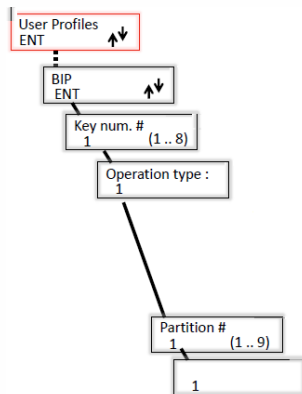 User Profiles
ENT
BIP
ENT
Key num. #
1 (1 .. 8)
Operation type :
1
Partition #
1 (1 .. 9)
1